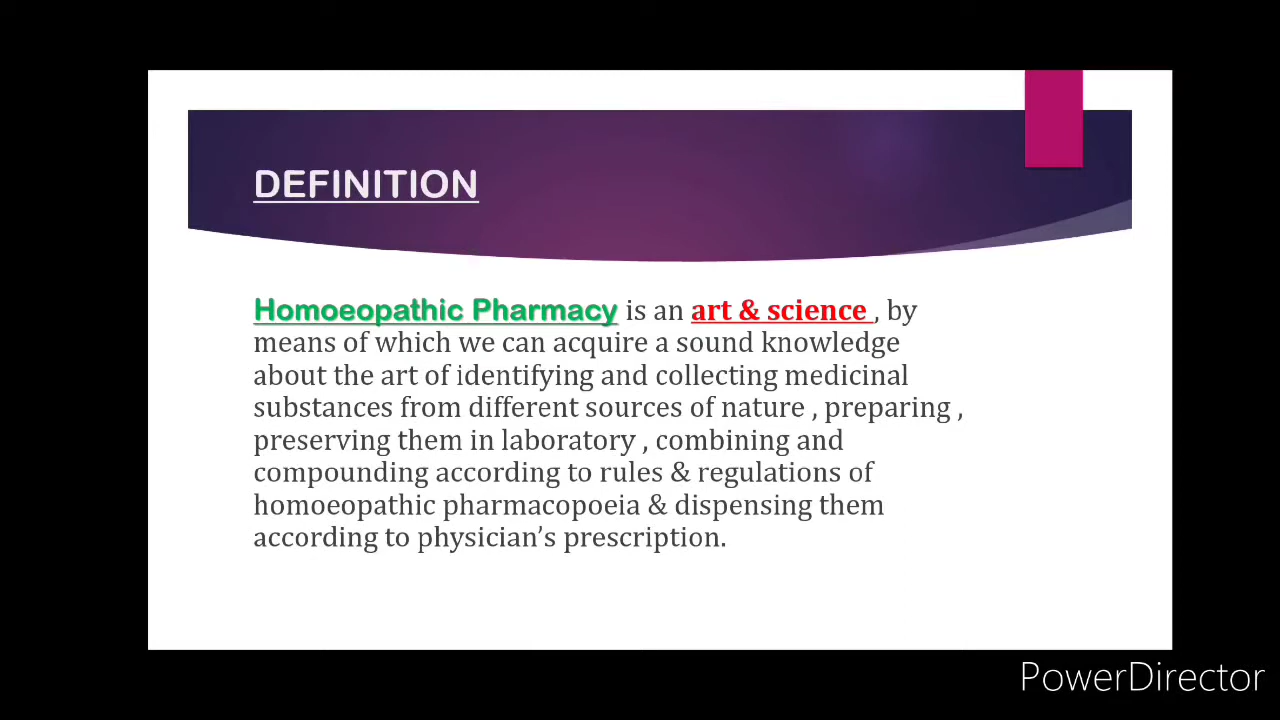 DEFINITION
Homoeopathic Pharmacy is an art & science , by
means of which we can acquire a sound knowledge
about the art of identifying and collecting medicinal
substances from different sources of nature , preparing ,
preserving them in laboratory , combining and
compounding according to rules & regulations of
homoeopathic pharmacopoeia & dispensing them
according to physician’s prescription.
PowerDirector